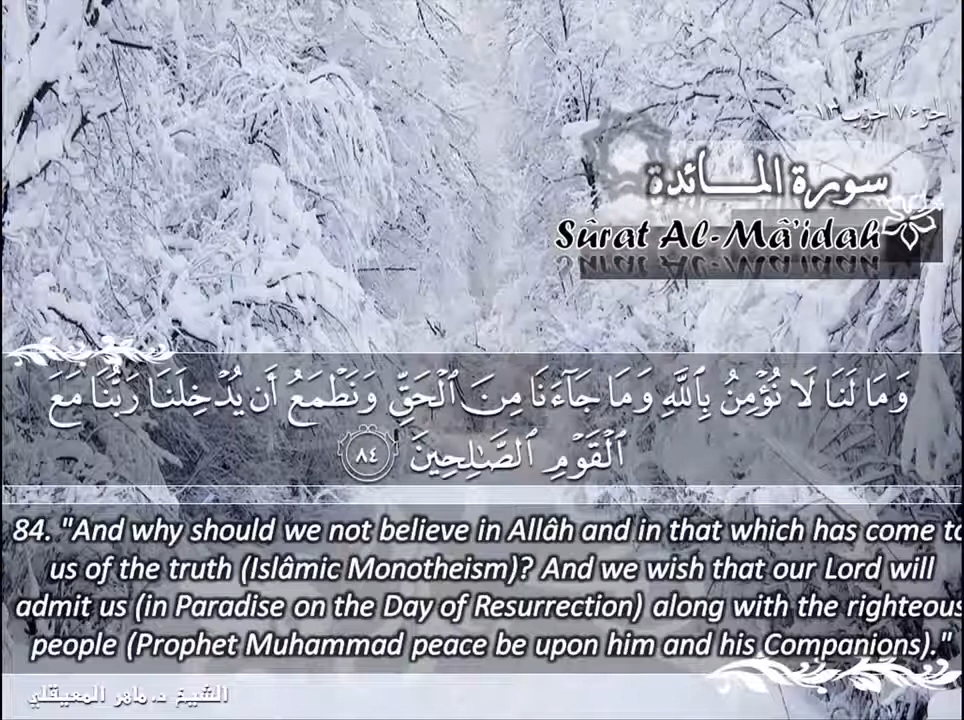 الجزء ٧ الحزب ١٣
سورة المائدة
Sûrat Al-Mâ'idah
وَمَا لَنَا لَا نُؤْمِنُ بِٱللَّهِ وَمَا جَآءَنَا مِنَ ٱلْحَقِّ وَنَطْمَعُ أَن يُدْخِلَنَا رَبُّنَا مَعَ
ٱلْقَوْمِ ٱلصَّـٰلِحِينَ ٨٤
84. "And why should we not believe in Allâh and in that which has come to
us of the truth (Islâmic Monotheism)? And we wish that our Lord will
admit us (in Paradise on the Day of Resurrection) along with the righteous
people (Prophet Muhammad peace be upon him and his Companions)."
الشيخ د. ماهر المعيقلي